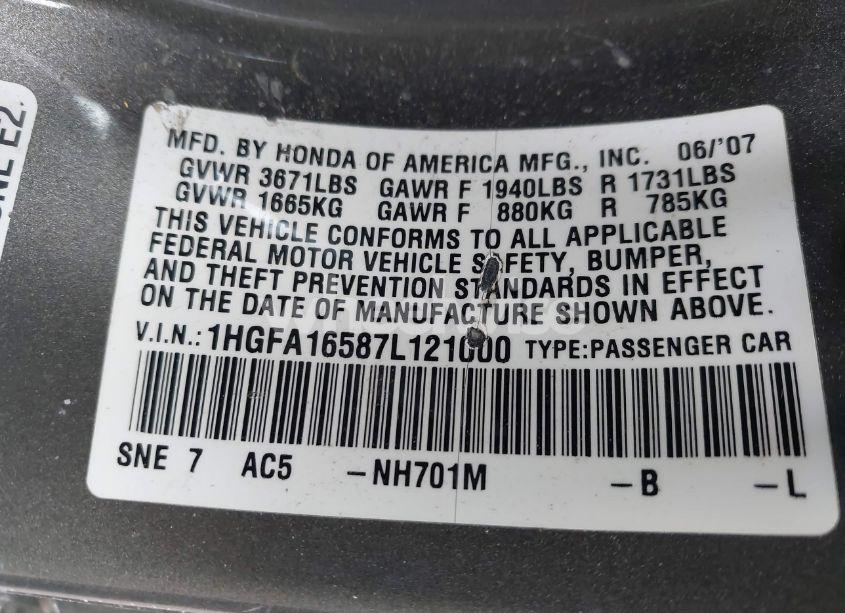 ONE E2
MFD. BY HONDA OF AMERICA MFG., INC. 06/'07
GVWR 3671LBS GAWR F 1940LBS R 1731LBS
GVWR 1665KG GAWR F 880KG R 785KG
THIS VEHICLE CONFORMS TO ALL APPLICABLE
FEDERAL MOTOR VEHICLE SAFETY, BUMPER,
AND THEFT PREVENTION STANDARDS IN EFFECT
ON THE DATE OF MANUFACTURE SHOWN ABOVE.
V.I.N.: 1HGFA16587L121000 TYPE:PASSENGER CAR
SNE 7 AC5 -NH701M -B -L